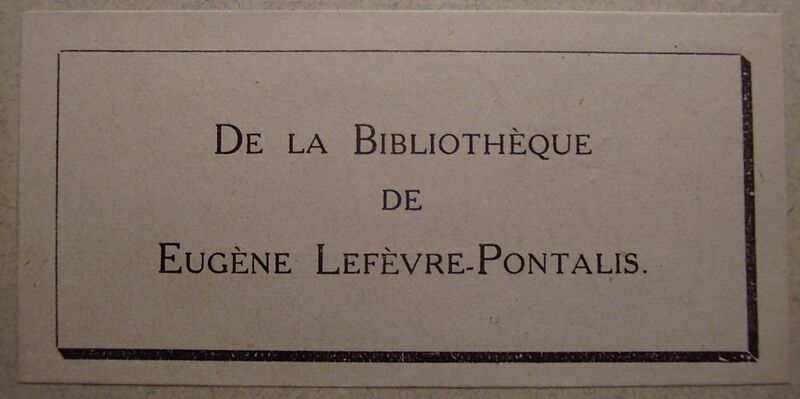 De la Bibliothèque
de
Eugène Lefèvre-Pontalis.